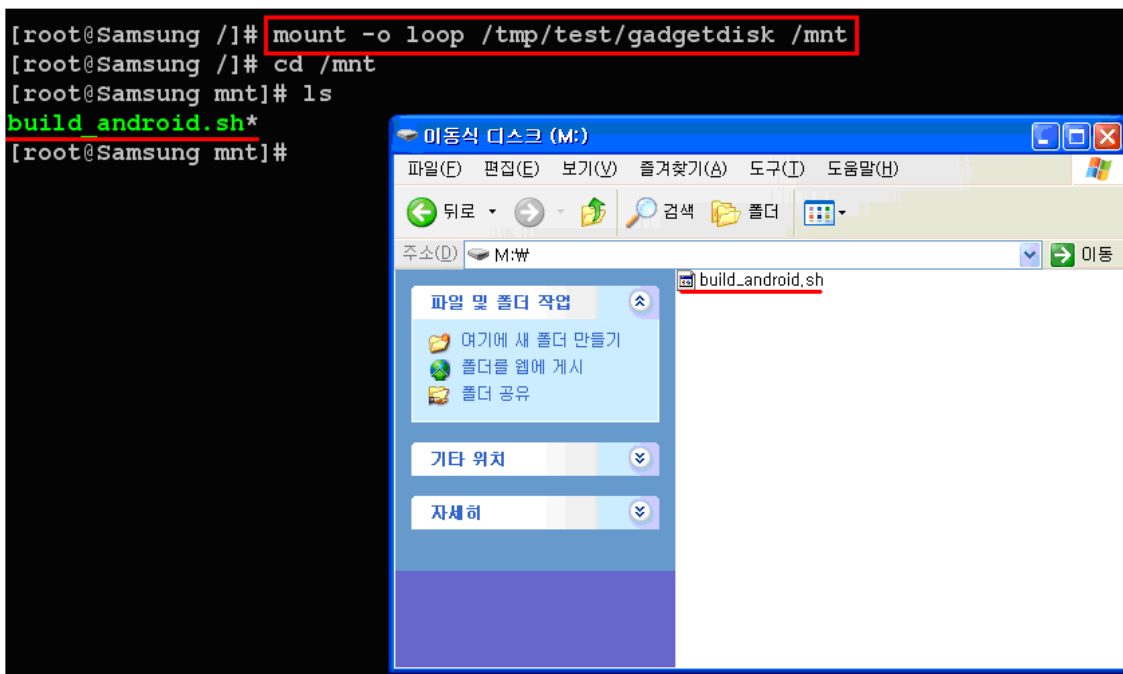 [root@Samsung /]# mount -o loop /tmp/test/gadgetdisk /mnt
[root@Samsung /]# cd /mnt
[root@Samsung mnt]# ls
build_android.sh*
[root@Samsung mnt]#
이동식 디스크 (M:)
파일(F) 편집(E) 보기(V) 즐겨찾기(A) 도구(T) 도움말(H)
뒤로 검색 폴더
주소(D) M:₩ 이동
build_android.sh
파일 및 폴더 작업
여기에 새 폴더 만들기
폴더를 웹에 게시
폴더 공유
기타 위치
자세히